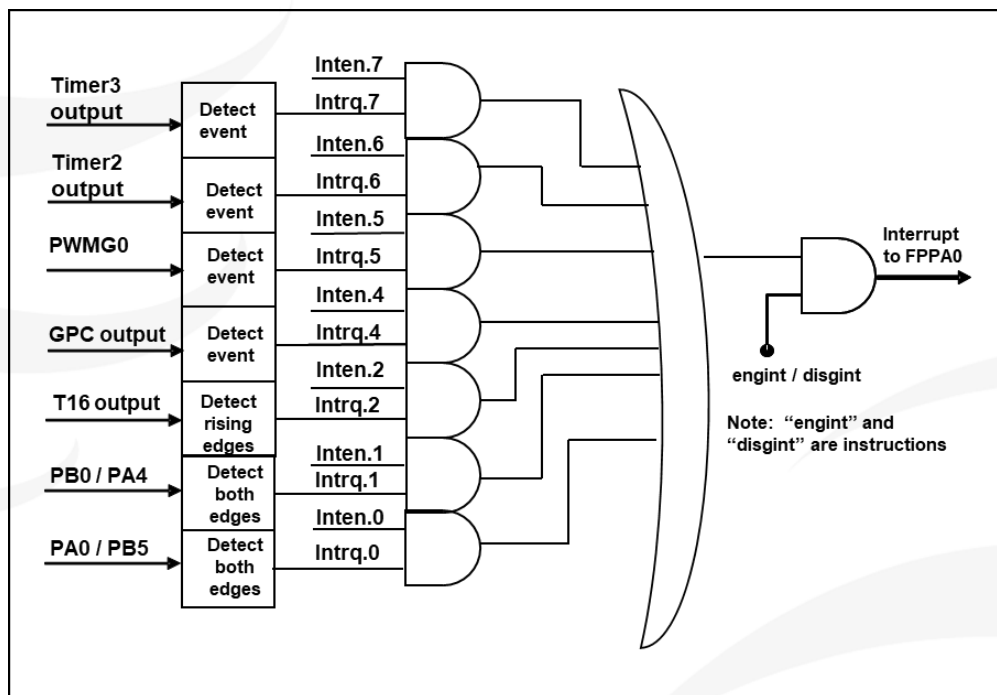 Timer3
output
Timer2
output
PWMG0
GPC output
T16 output
PB0 / PA4
PA0 / PB5
Detect
event
Detect
event
Detect
event
Detect
event
Detect
rising
edges
Detect
both
edges
Detect
both
edges
Inten.7
Intrq.7
Inten.6
Intrq.6
Inten.5
Intrq.5
Inten.4
Intrq.4
Inten.2
Intrq.2
Inten.1
Intrq.1
Inten.0
Intrq.0
Interrupt
to FPPA0
engint / disgint
Note: “engint” and
“disgint” are instructions